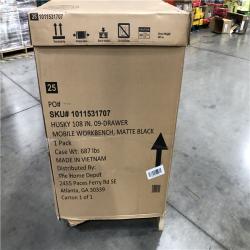 25
25
PO#
SKU# 1011531707
HUSKY 108 IN. 09-DRAWER
MOBILE WORKBENCH, MATTE BLACK
1 Pack
Case Wt: 687 lbs
MADE IN VIETNAM
Distributed By:
The Home Depot
2455 Paces Ferry Rd SE
Atlanta, GA 30339
Carton 1 of 1